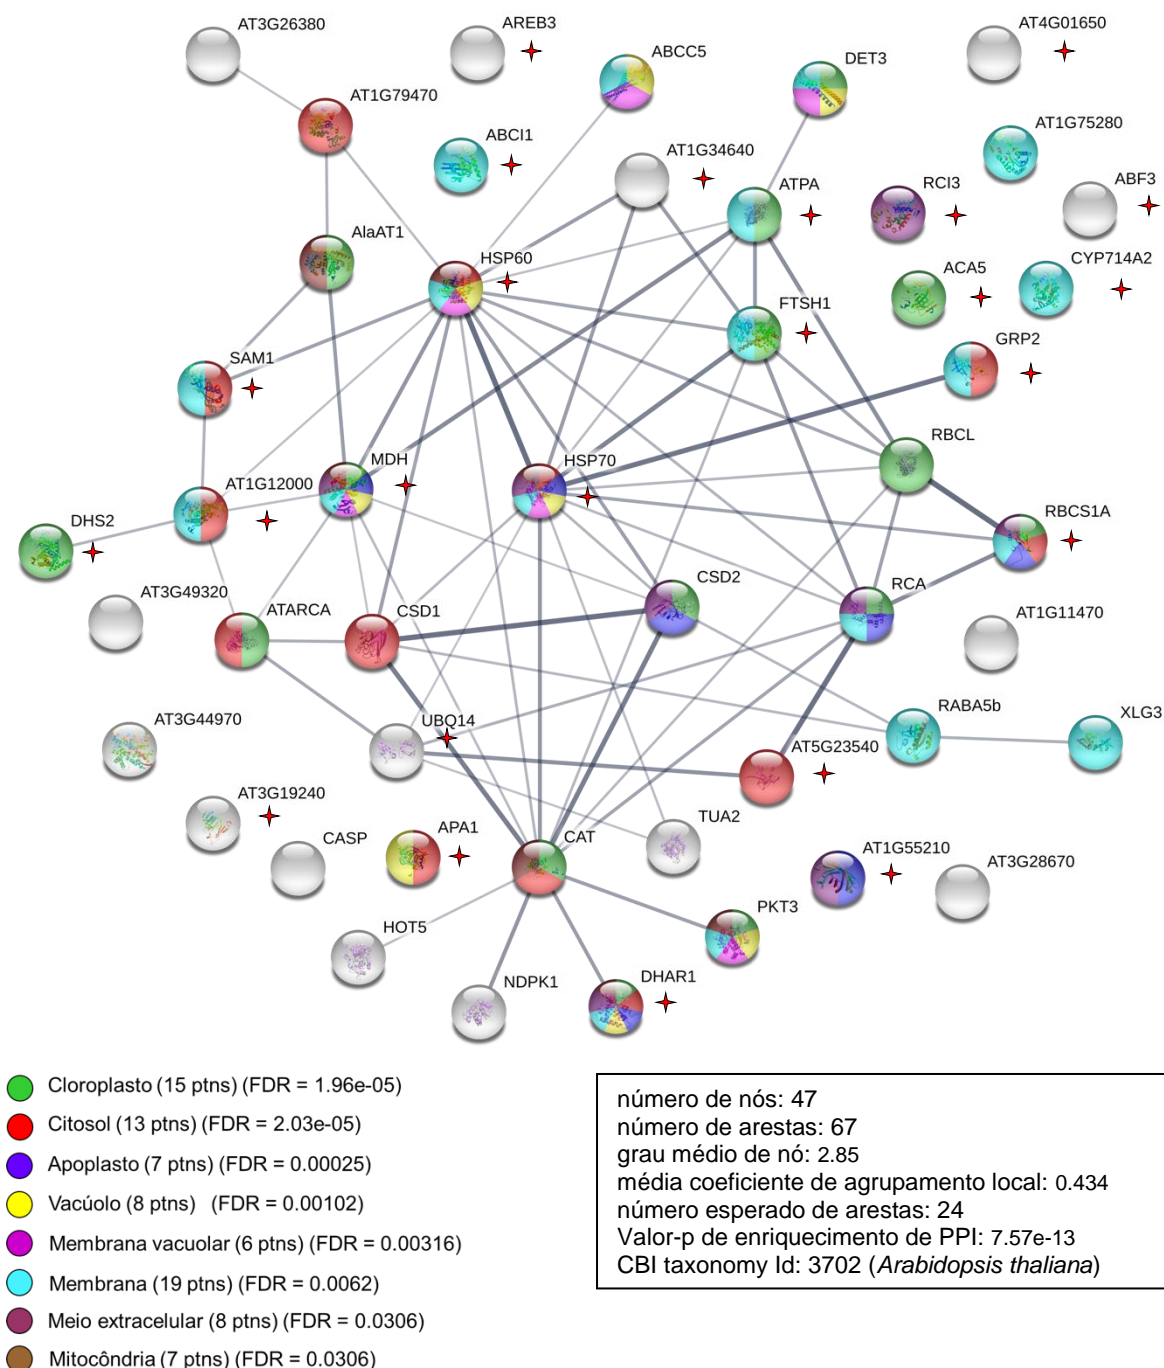 AT3G26380
AREB3
AT4G01650
ABCC5
DET3
AT1G79470
ABCI1
AT1G75280
AT1G34640
ATPA
RCI3
ABF3
AlaAT1
HSP60
CYP714A2
ACA5
FTSH1
GRP2
SAM1
RBCL
MDH
HSP70
AT1G12000
DHS2
RBCS1A
CSD2
RCA
AT3G49320
ATARCA
CSD1
AT1G11470
RABA5b
XLG3
AT3G44970
UBQ14
AT5G23540
AT3G19240
CASP
APA1
CAT
TUA2
AT1G55210
AT3G28670
PKT3
HOT5
NDPK1
DHAR1
Cloroplasto (15 ptns) (FDR = 1.96e-05)
Citosol (13 ptns) (FDR = 2.03e-05)
Apoplasto (7 ptns) (FDR = 0.00025)
Vacúolo (8 ptns) (FDR = 0.00102)
Membrana vacuolar (6 ptns) (FDR = 0.00316)
Membrana (19 ptns) (FDR = 0.0062)
Meio extracelular (8 ptns) (FDR = 0.0306)
Mitocôndria (7 ptns) (FDR = 0.0306)
número de nós: 47
número de arestas: 67
grau médio de nó: 2.85
média coeficiente de agrupamento local: 0.434
número esperado de arestas: 24
Valor-p de enriquecimento de PPI: 7.57e-13
CBI taxonomy Id: 3702 (Arabidopsis thaliana)